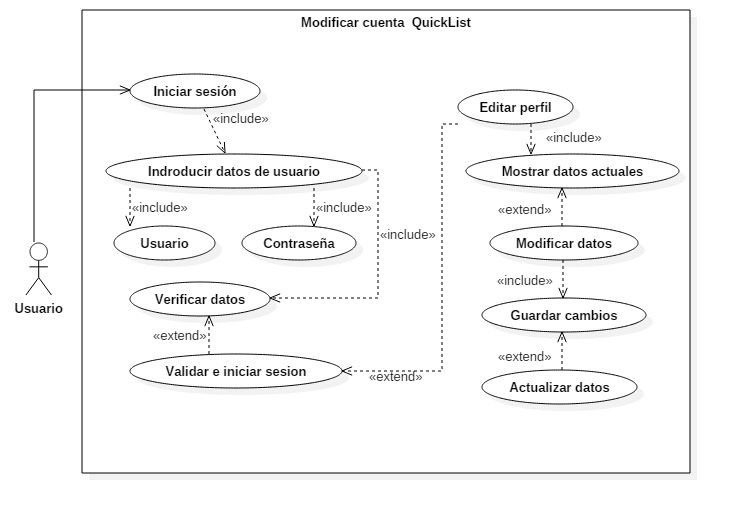 Modificar cuenta  QuickList
Iniciar sesión
«include»
Indroducir datos de usuario
«include»
«include»
Usuario
Contraseña
«include»
Verificar datos
«extend»
Validar e iniciar sesion
«extend»
Editar perfil
«include»
Mostrar datos actuales
«extend»
Modificar datos
«include»
Guardar cambios
«extend»
Actualizar datos
Usuario